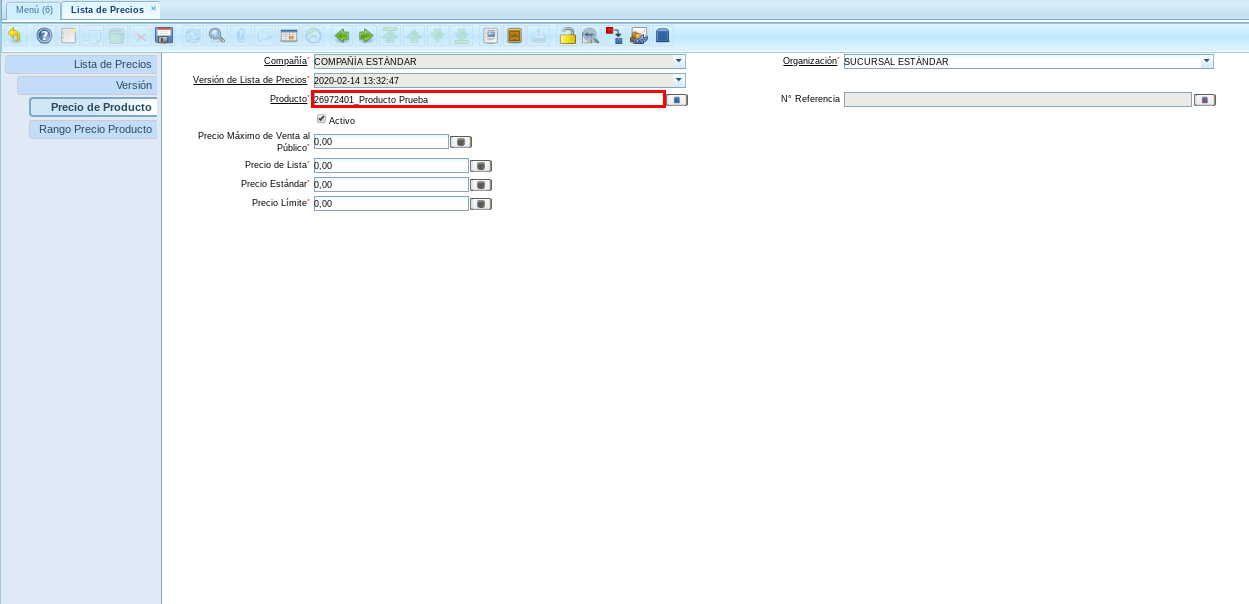 Menú (6)
Lista de Precios ×
Lista de Precios
Versión
Precio de Producto
Rango Precio Producto
Compañía* COMPAÑÍA ESTÁNDAR
Organización* SUCURSAL ESTÁNDAR
Versión de Lista de Precios* 2020-02-14 13:32:47
Producto* 26972401_Producto Prueba
N° Referencia
Activo
Precio Máximo de Venta al
Público* 0,00
Precio de Lista* 0,00
Precio Estándar* 0,00
Precio Límite* 0,00